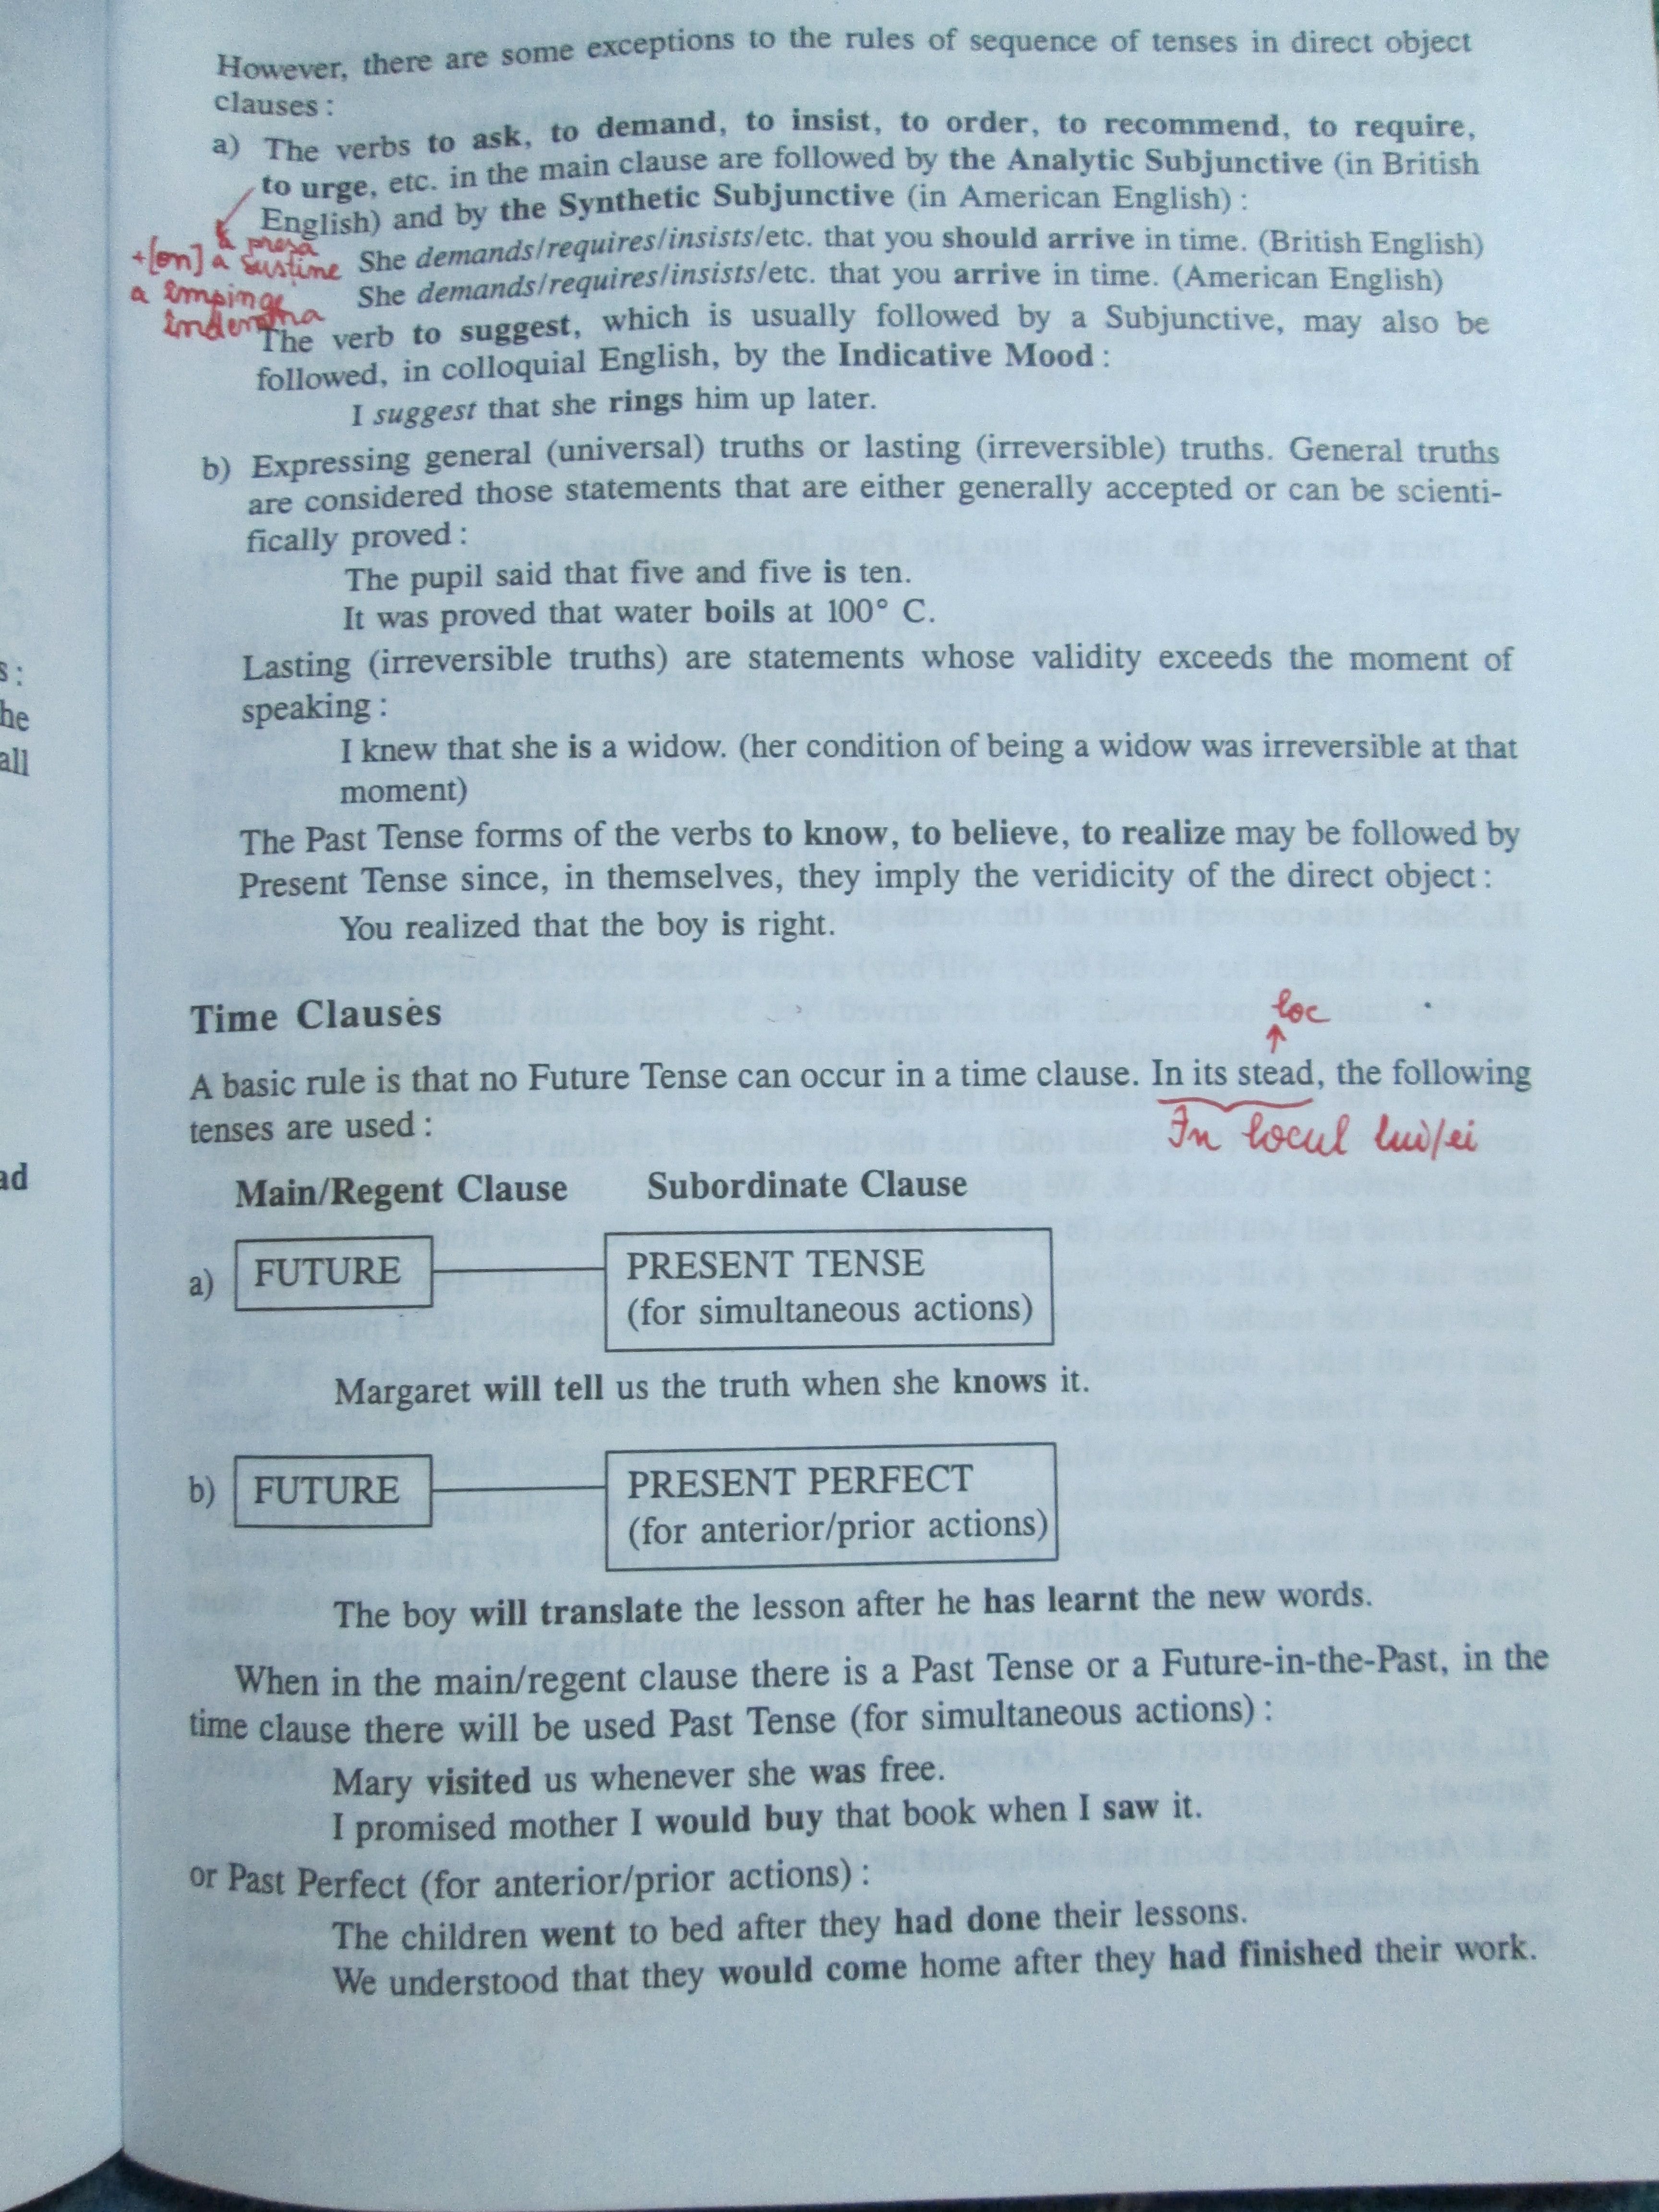 However, there are some exceptions to the rules of sequence of tenses in direct object
clauses :
a) The verbs to ask, to demand, to insist, to order, to recommend, to require,
to urge, etc. in the main clause are followed by the Analytic Subjunctive (in British
English) and by the Synthetic Subjunctive (in American English) :
a presa
+[on] a sustine
a împinge
îndemna
She demands/requires/insists/etc. that you should arrive in time. (British English)
She demands/requires/insists/etc. that you arrive in time. (American English)
The verb to suggest, which is usually followed by a Subjunctive, may also be
followed, in colloquial English, by the Indicative Mood :
I suggest that she rings him up later.
b) Expressing general (universal) truths or lasting (irreversible) truths. General truths
are considered those statements that are either generally accepted or can be scienti-
fically proved :
The pupil said that five and five is ten.
It was proved that water boils at 100° C.
Lasting (irreversible truths) are statements whose validity exceeds the moment of
speaking :
I knew that she is a widow. (her condition of being a widow was irreversible at that
moment)
The Past Tense forms of the verbs to know, to believe, to realize may be followed by
Present Tense since, in themselves, they imply the veridicity of the direct object :
You realized that the boy is right.
Time Clauses
loc
A basic rule is that no Future Tense can occur in a time clause. In its stead, the following
tenses are used :
În locul lui/ei
Main/Regent Clause Subordinate Clause
a) FUTURE PRESENT TENSE
(for simultaneous actions)
Margaret will tell us the truth when she knows it.
b) FUTURE PRESENT PERFECT
(for anterior/prior actions)
The boy will translate the lesson after he has learnt the new words.
When in the main/regent clause there is a Past Tense or a Future-in-the-Past, in the
time clause there will be used Past Tense (for simultaneous actions) :
Mary visited us whenever she was free.
I promised mother I would buy that book when I saw it.
or Past Perfect (for anterior/prior actions) :
The children went to bed after they had done their lessons.
We understood that they would come home after they had finished their work.
s :
he
all
ad